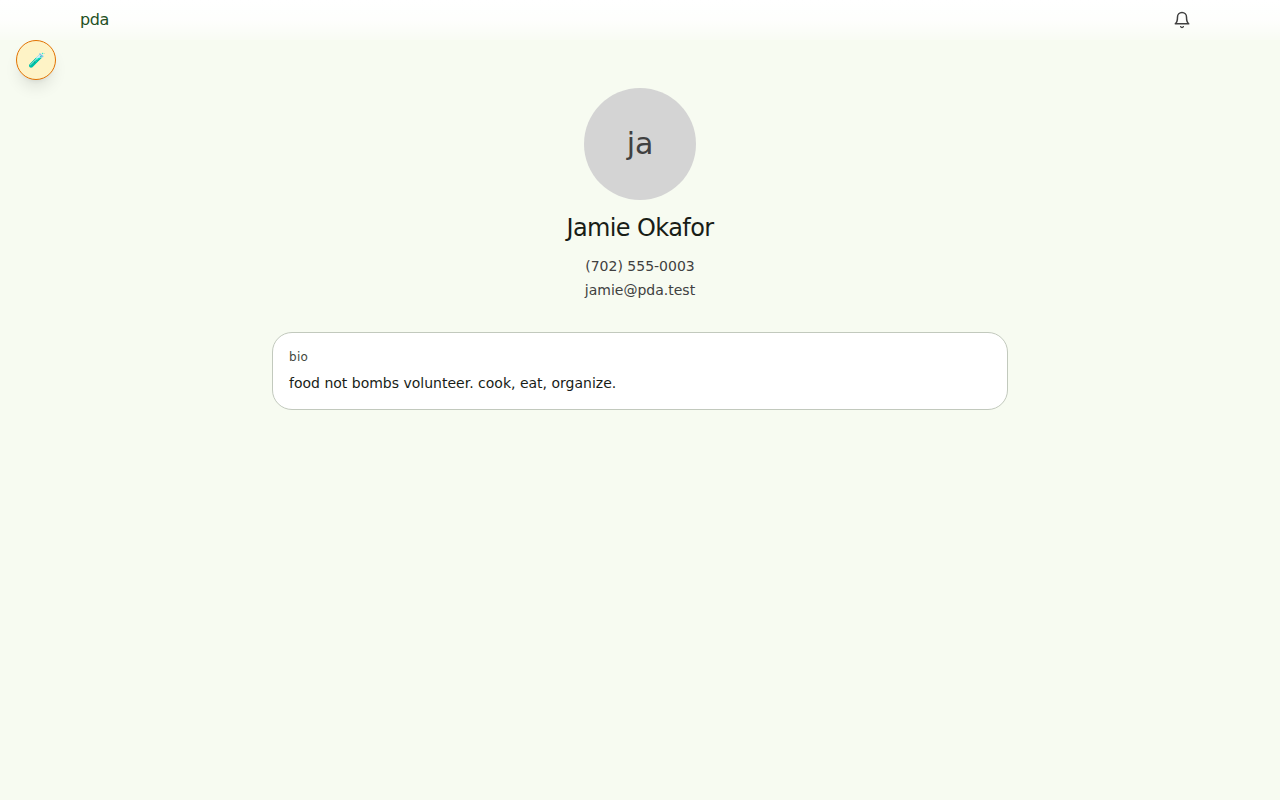 pda
ja
Jamie Okafor
(702) 555-0003
jamie@pda.test
bio
food not bombs volunteer. cook, eat, organize.